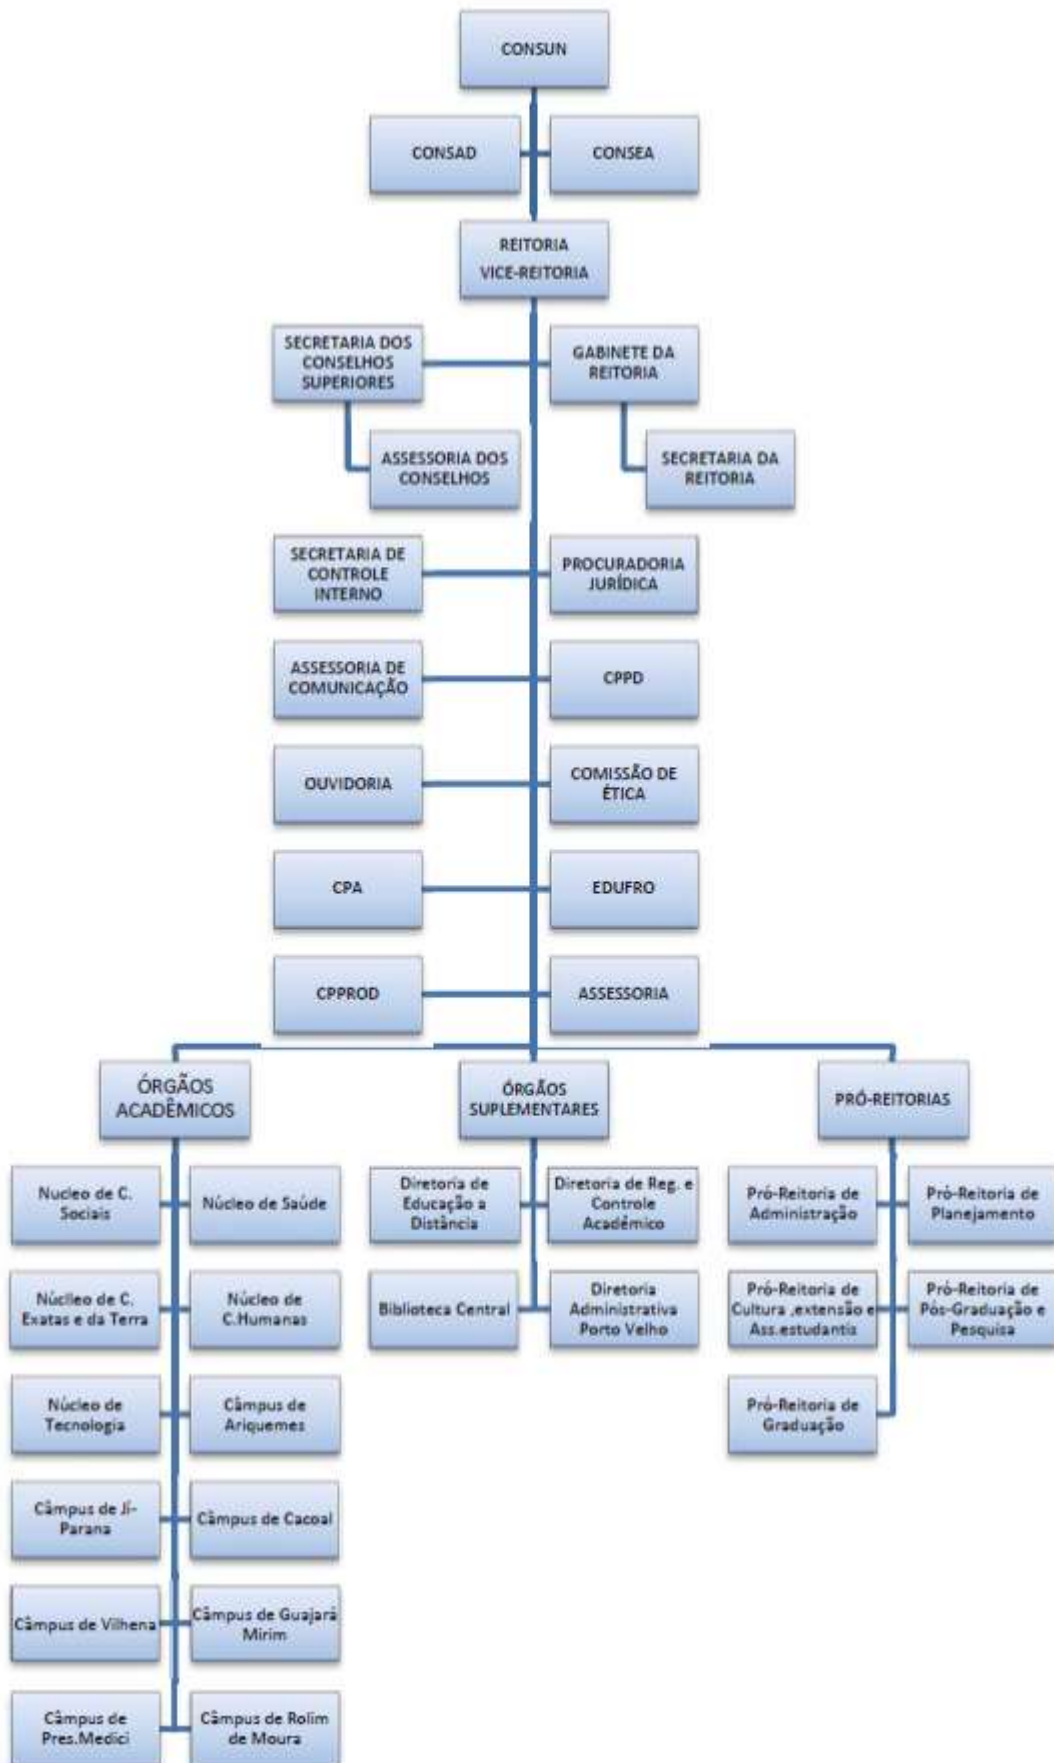 CONSUN
CONSAD
CONSEA
REITORIA
VICE-REITORIA
SECRETARIA DOS
CONSELHOS
SUPERIORES
GABINETE DA
REITORIA
ASSESSORIA DOS
CONSELHOS
SECRETARIA DA
REITORIA
SECRETARIA DE
CONTROLE
INTERNO
PROCURADORIA
JURÍDICA
ASSESSORIA DE
COMUNICAÇÃO
CPPD
OUVIDORIA
COMISSÃO DE
ÉTICA
CPA
EDUFRO
CPPROD
ASSESSORIA
ÓRGÃOS
ACADÊMICOS
ÓRGÃOS
SUPLEMENTARES
PRÓ-REITORIAS
Nucleo de C.
Sociais
Núcleo de Saúde
Diretoria de
Educação a
Distância
Diretoria de Reg. e
Controle
Acadêmico
Pró-Reitoria de
Administração
Pró-Reitoria de
Planejamento
Núcleo de C.
Exatas e da Terra
Núcleo de
C.Humanas
Biblioteca Central
Diretoria
Administrativa
Porto Velho
Pró-Reitoria de
Cultura ,extensão e
Ass.estudantis
Pró-Reitoria de
Pós-Graduação e
Pesquisa
Núcleo de
Tecnologia
Câmpus de
Ariquemes
Pró-Reitoria de
Graduação
Câmpus de Jí-
Parana
Câmpus de Cacoal
Câmpus de Vilhena
Câmpus de Guajará
Mirim
Câmpus de
Pres.Medici
Câmpus de Rolim
de Moura